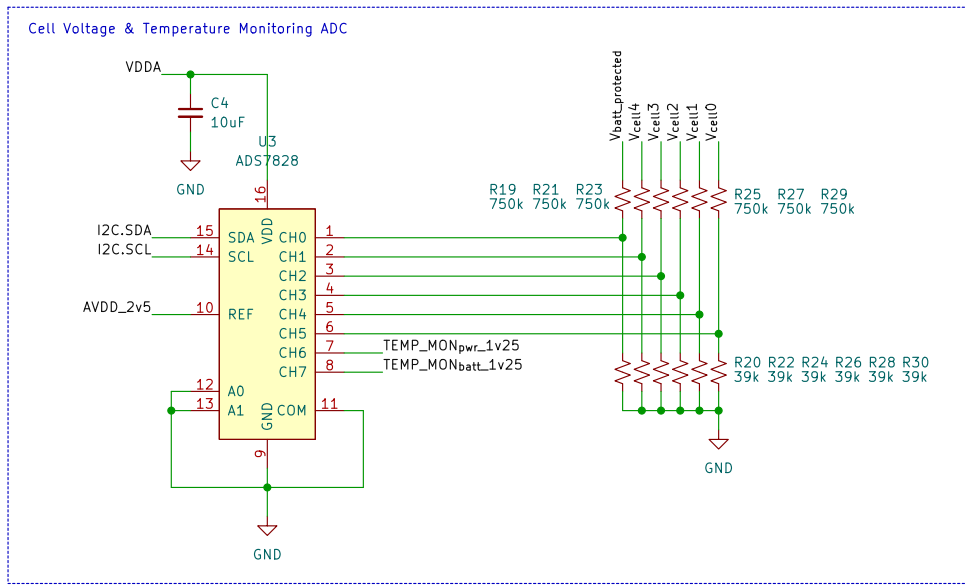 Cell Voltage & Temperature Monitoring ADC
VDDA
C4
10uF
GND
U3
ADS7828
16
VDD
I2C.SDA
15
SDA
I2C.SCL
14
SCL
AVDD_2v5
10
REF
12
A0
13
A1
GND
9
GND
CH0
1
CH1
2
CH2
3
CH3
4
CH4
5
CH5
6
CH6
7
TEMP_MONpwr_1v25
CH7
8
TEMP_MONbatt_1v25
COM
11
Vbatt_protected
Vcell4
Vcell3
Vcell2
Vcell1
Vcell0
R19 R21 R23
750k 750k 750k
R25 R27 R29
750k 750k 750k
R20 R22 R24 R26 R28 R30
39k 39k 39k 39k 39k 39k
GND